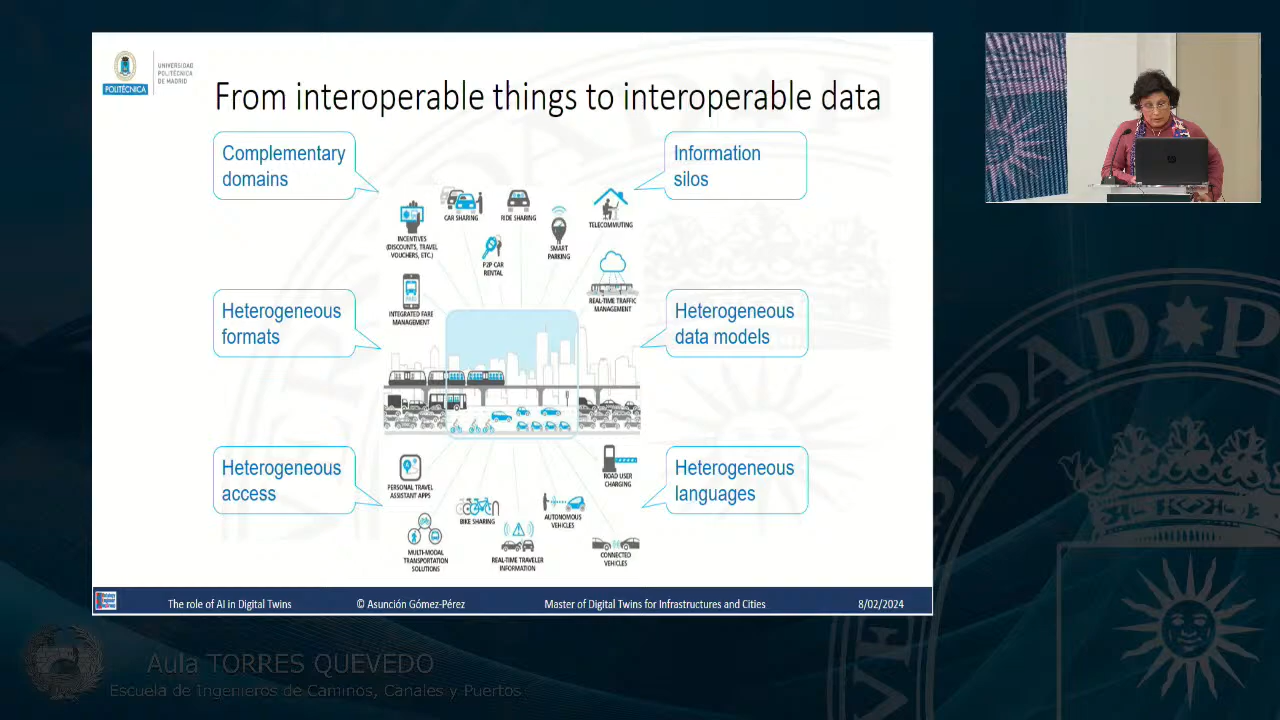 UNIVERSIDAD
POLITÉCNICA
DE MADRID
POLITÉCNICA
From interoperable things to interoperable data
Complementary
domains
Information
silos
CAR SHARING
RIDE SHARING
TELECOMMUTING
INCENTIVES
(DISCOUNTS, TRAVEL
VOUCHERS, ETC.)
P2P CAR
RENTAL
SMART
PARKING
Heterogeneous
formats
INTEGRATED FARE
MANAGEMENT
REAL-TIME TRAFFIC
MANAGEMENT
Heterogeneous
data models
Heterogeneous
access
PERSONAL TRAVEL
ASSISTANT APPS
BIKE SHARING
AUTONOMOUS
VEHICLES
ROAD USER
CHARGING
Heterogeneous
languages
MULTI-MODAL
TRANSPORTATION
SOLUTIONS
REAL-TIME TRAVELER
INFORMATION
CONNECTED
VEHICLES
The role of AI in Digital Twins
© Asunción Gómez-Pérez
Master of Digital Twins for Infrastructures and Cities
8/02/2024
Aula TORRES QUEVEDO
Escuela de Ingenieros de Caminos, Canales y Puertos